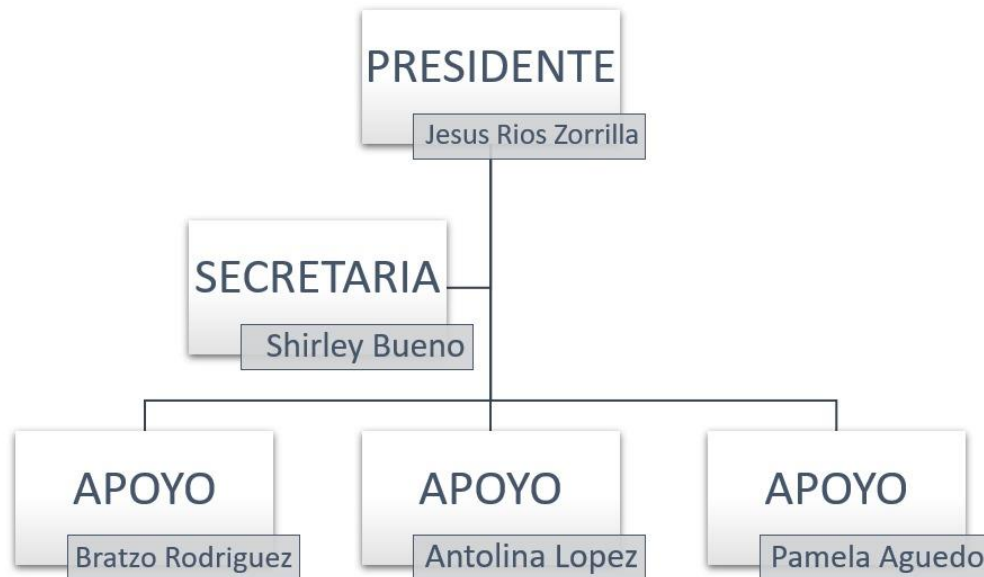 PRESIDENTE
Jesus Rios Zorrilla
SECRETARIA
Shirley Bueno
APOYO
Bratzo Rodriguez
APOYO
Antolina Lopez
APOYO
Pamela Aguedo